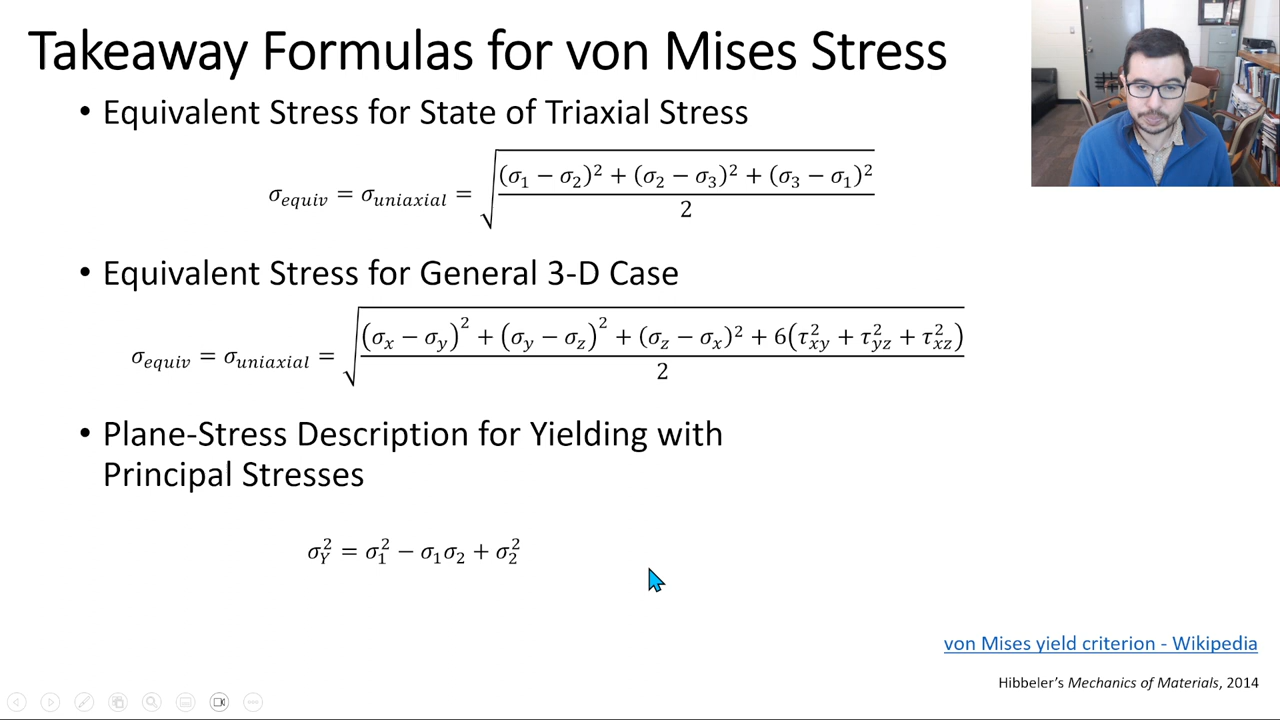 Takeaway Formulas for von Mises Stress
• Equivalent Stress for State of Triaxial Stress
σ_equiv = σ_uniaxial = √(((σ₁ − σ₂)² + (σ₂ − σ₃)² + (σ₃ − σ₁)²) / 2)
• Equivalent Stress for General 3-D Case
σ_equiv = σ_uniaxial = √(((σ_x − σ_y)² + (σ_y − σ_z)² + (σ_z − σ_x)² + 6(τ_xy² + τ_yz² + τ_xz²)) / 2)
• Plane-Stress Description for Yielding with
Principal Stresses
σ_Y² = σ₁² − σ₁σ₂ + σ₂²
von Mises yield criterion - Wikipedia
Hibbeler's Mechanics of Materials, 2014